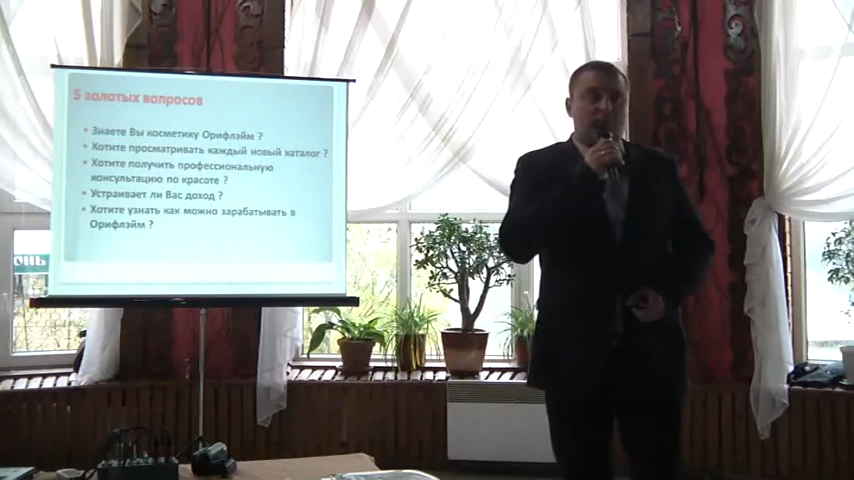 5 золотых вопросов
• Знаете Вы косметику Орифлэйм ?
• Хотите просматривать каждый новый каталог ?
• Хотите получить профессиональную
консультацию по красоте ?
• Устраивает ли Вас доход ?
• Хотите узнать как можно зарабатывать в
Орифлэйм ?